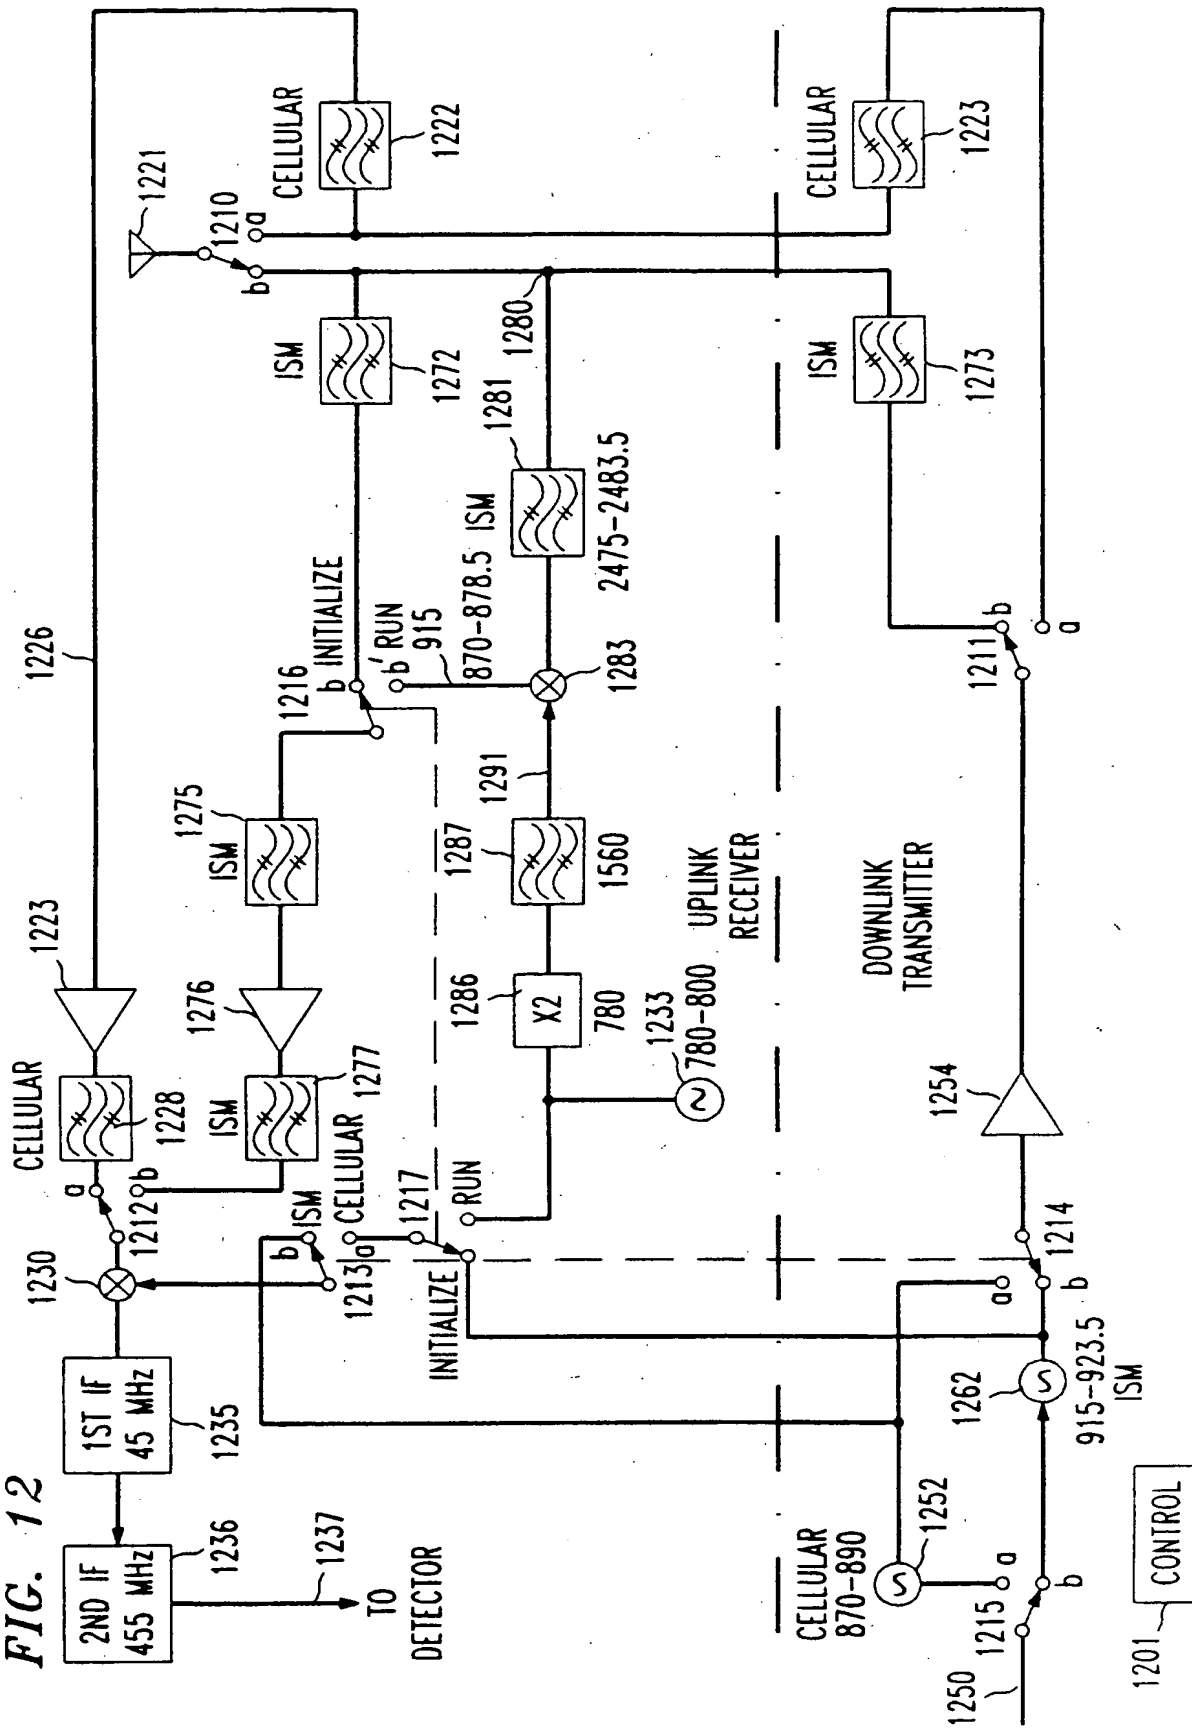 FIG. 12
1226
1221
1210
a
b
CELLULAR
1222
CELLULAR
1223
ISM
1272
1280
ISM
1273
1281
ISM
2475-2483.5
870-878.5
INITIALIZE
b
b'
RUN
915
1216
1283
1291
1211
b
a
1275
ISM
1287
1560
UPLINK
RECEIVER
DOWNLINK
TRANSMITTER
1223
1276
1286
X2
780
1233
780-800
1254
CELLULAR
1228
ISM
1277
a
b
1212
1230
ISM
b
CELLULAR
a
1213
1217
RUN
INITIALIZE
1214
a
b
1ST IF
45 MHz
1235
1262
915-923.5
ISM
2ND IF
455 MHz
1236
1237
TO
DETECTOR
CELLULAR
870-890
1252
a
b
1215
1250
CONTROL
1201